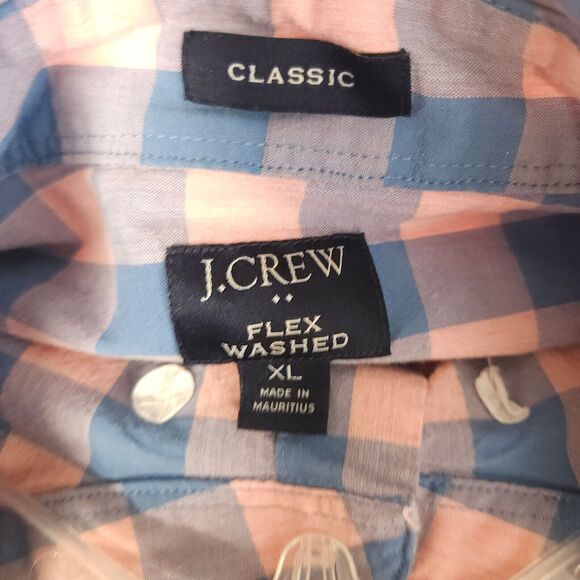 CLASSIC
J.CREW
FLEX
WASHED
XL
MADE IN
MAURITIUS